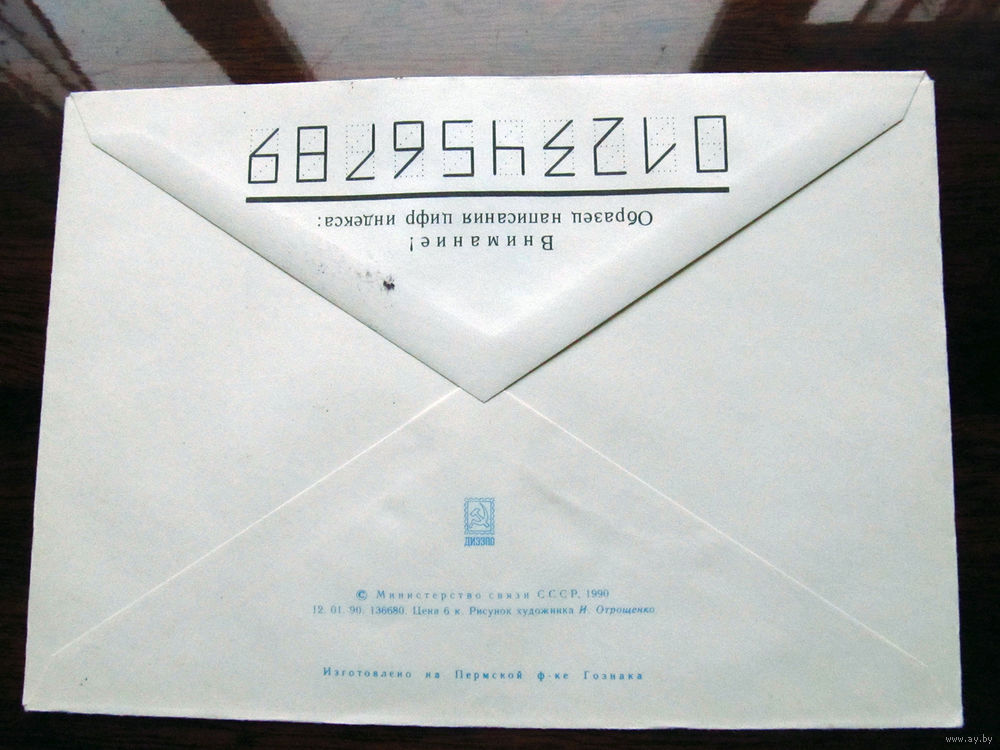 Внимание!
Образец написания цифр индекса:
0123456789
ДИЭЗПО
© Министерство связи СССР, 1990
12. 01. 90. 136680. Цена 6 к. Рисунок художника И. Отрощенко
Изготовлено на Пермской ф-ке Гознака
www.ay.by